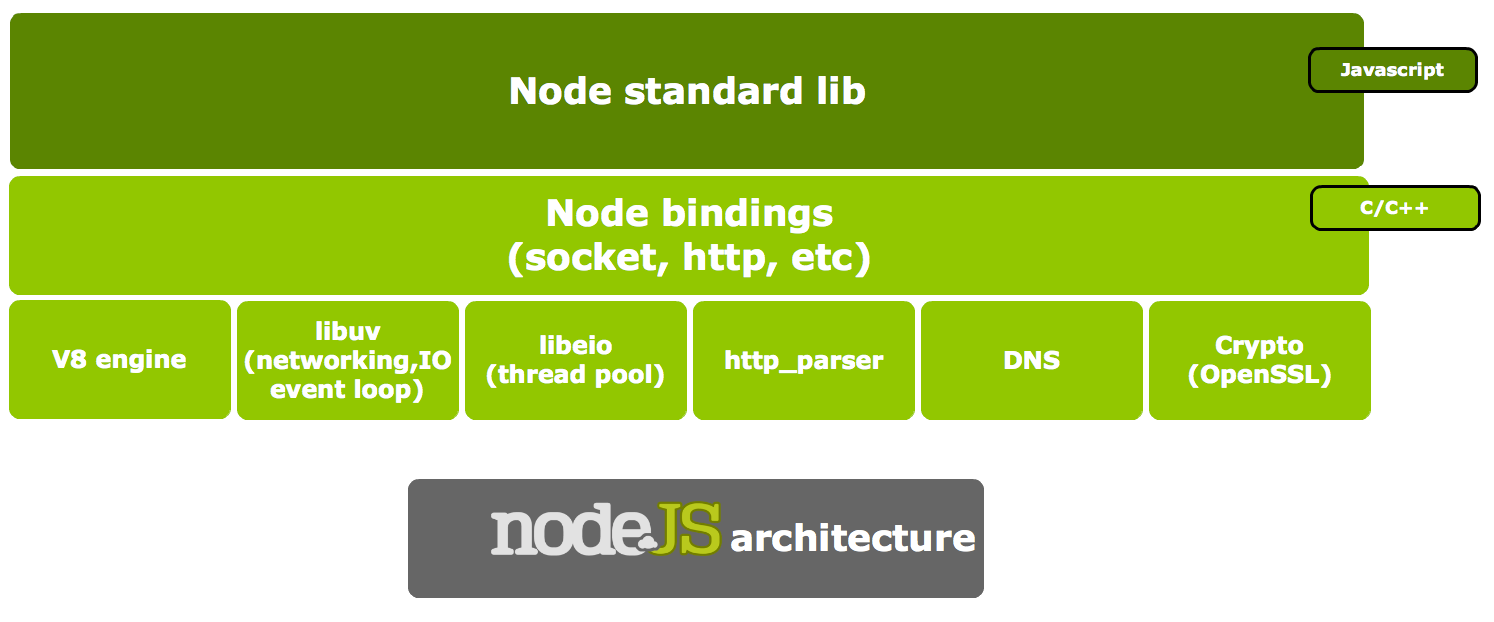 Node standard lib
Javascript
Node bindings
(socket, http, etc)
C/C++
V8 engine
libuv
(networking,IO
event loop)
libeio
(thread pool)
http_parser
DNS
Crypto
(OpenSSL)
nodeJS architecture